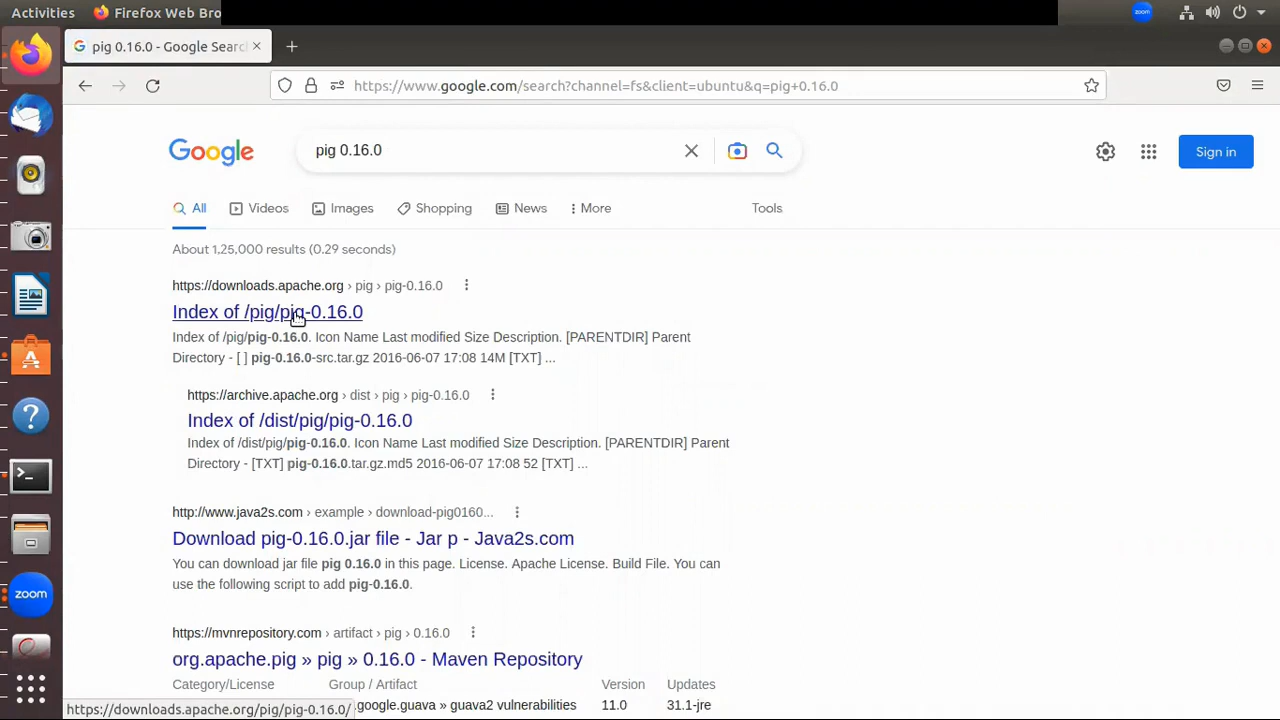 Activities
Firefox Web Bro
zoom
pig 0.16.0 - Google Searc
https://www.google.com/search?channel=fs&client=ubuntu&q=pig+0.16.0
Google
pig 0.16.0
Sign in
All
Videos
Images
Shopping
News
More
Tools
About 1,25,000 results (0.29 seconds)
https://downloads.apache.org › pig › pig-0.16.0
Index of /pig/pig-0.16.0
Index of /pig/pig-0.16.0. Icon Name Last modified Size Description. [PARENTDIR] Parent
Directory - [ ] pig-0.16.0-src.tar.gz 2016-06-07 17:08 14M [TXT] ...
https://archive.apache.org › dist › pig › pig-0.16.0
Index of /dist/pig/pig-0.16.0
Index of /dist/pig/pig-0.16.0. Icon Name Last modified Size Description. [PARENTDIR] Parent
Directory - [TXT] pig-0.16.0.tar.gz.md5 2016-06-07 17:08 52 [TXT] ...
http://www.java2s.com › example › download-pig0160...
Download pig-0.16.0.jar file - Jar p - Java2s.com
You can download jar file pig 0.16.0 in this page. License. Apache License. Build File. You can
use the following script to add pig-0.16.0.
zoom
https://mvnrepository.com › artifact › pig › 0.16.0
org.apache.pig » pig » 0.16.0 - Maven Repository
Category/License Group / Artifact Version Updates
.google.guava » guava2 vulnerabilities 11.0 31.1-jre
https://downloads.apache.org/pig/pig-0.16.0/